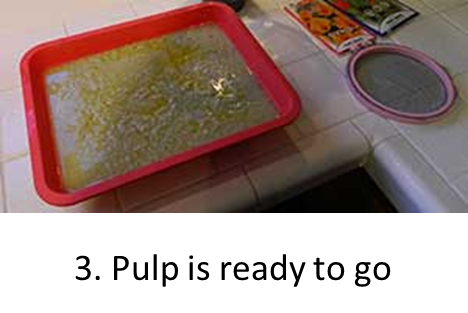 3. Pulp is ready to go